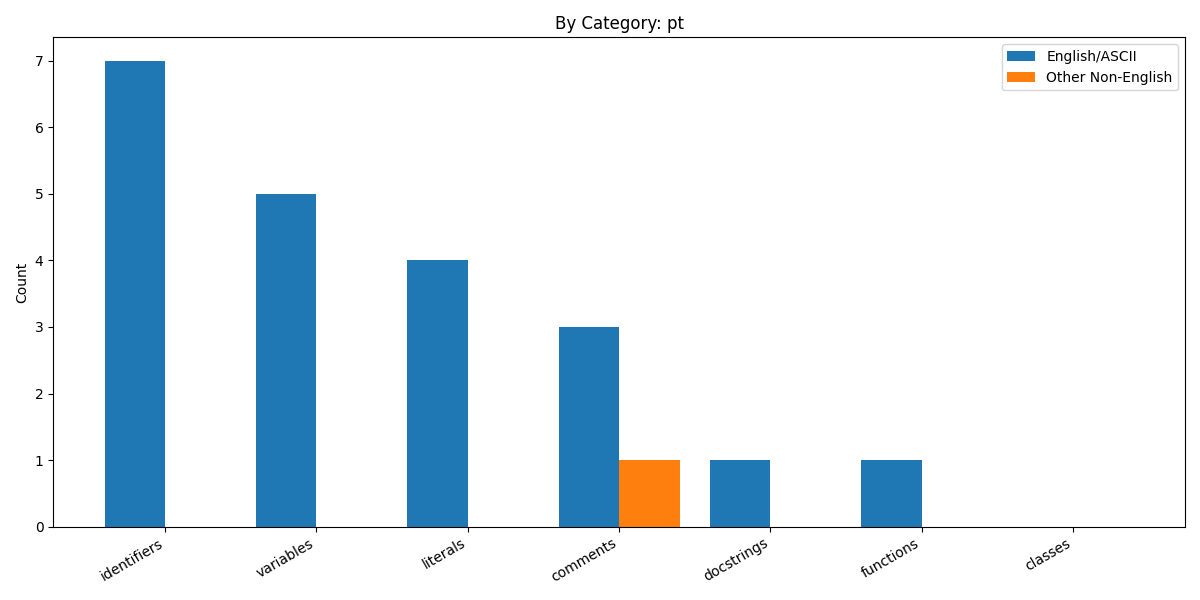 By Category: pt
English/ASCII
Other Non-English
Count
7
6
5
4
3
2
1
0
identifiers
variables
literals
comments
docstrings
functions
classes